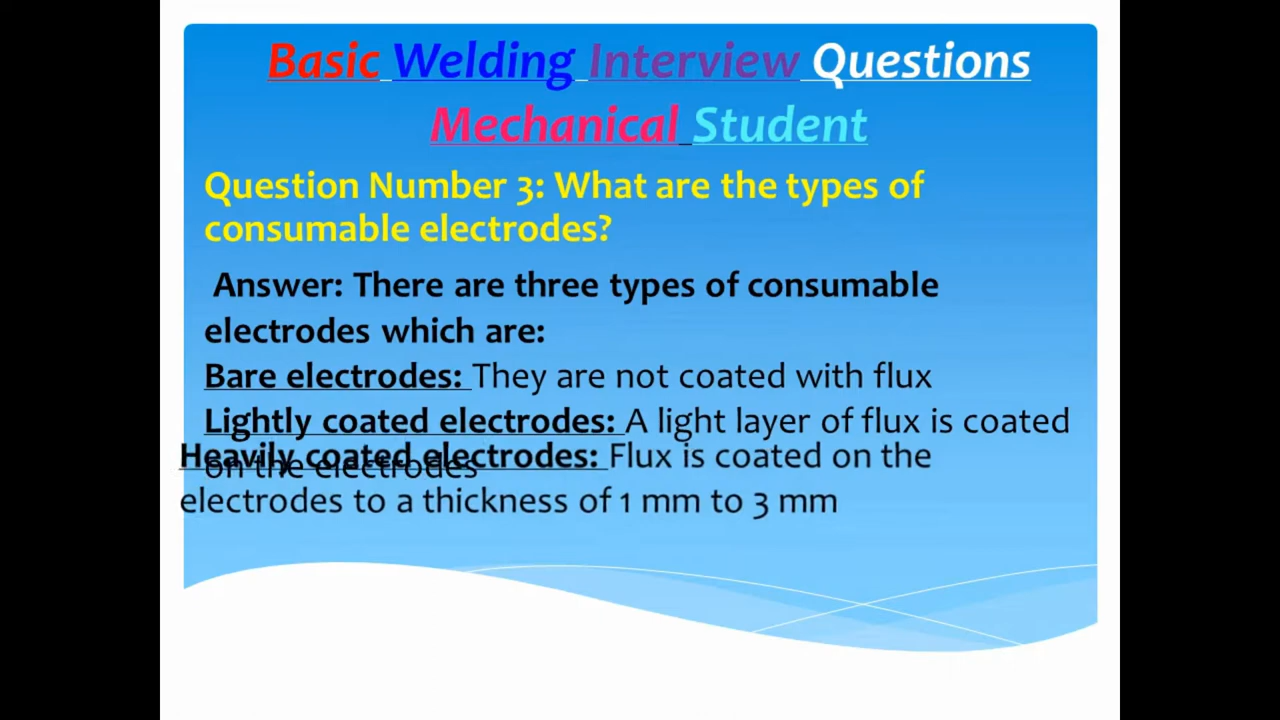 Basic Welding Interview Questions
Mechanical Student
Question Number 3: What are the types of
consumable electrodes?
Answer: There are three types of consumable
electrodes which are:
Bare electrodes: They are not coated with flux
Lightly coated electrodes: A light layer of flux is coated
on the electrodes
Heavily coated electrodes: Flux is coated on the
electrodes to a thickness of 1 mm to 3 mm